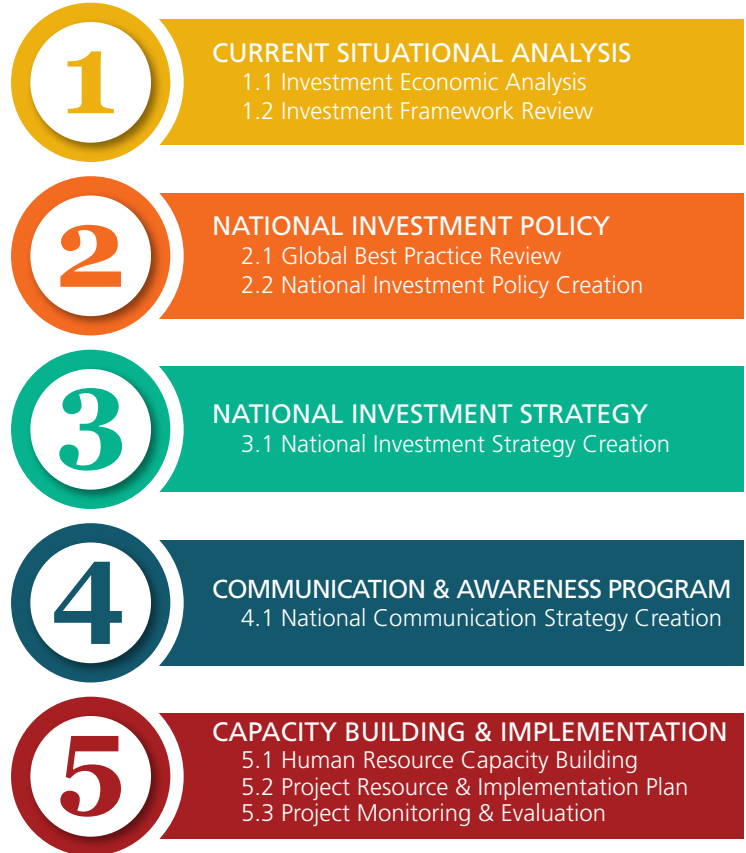 1
CURRENT SITUATIONAL ANALYSIS
1.1 Investment Economic Analysis
1.2 Investment Framework Review
2
NATIONAL INVESTMENT POLICY
2.1 Global Best Practice Review
2.2 National Investment Policy Creation
3
NATIONAL INVESTMENT STRATEGY
3.1 National Investment Strategy Creation
4
COMMUNICATION & AWARENESS PROGRAM
4.1 National Communication Strategy Creation
5
CAPACITY BUILDING & IMPLEMENTATION
5.1 Human Resource Capacity Building
5.2 Project Resource & Implementation Plan
5.3 Project Monitoring & Evaluation